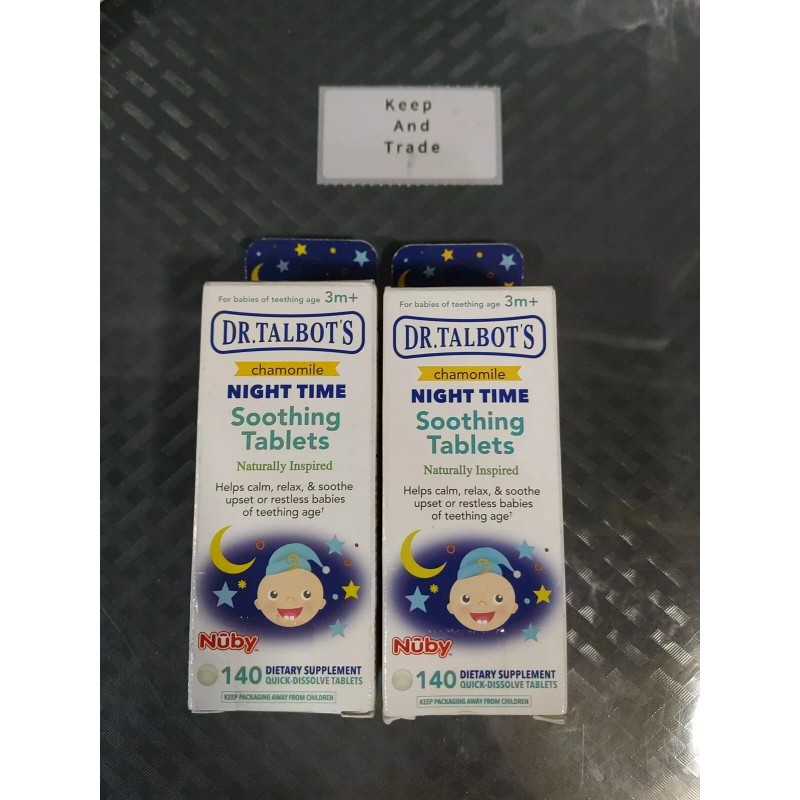 Keep
And
Trade
For babies of teething age 3m+
DR. TALBOT'S
chamomile
NIGHT TIME
Soothing
Tablets
Naturally Inspired
Helps calm, relax, & soothe
upset or restless babies
of teething age†
Nûby™
140 DIETARY SUPPLEMENT
QUICK-DISSOLVE TABLETS
KEEP PACKAGING AWAY FROM CHILDREN
For babies of teething age 3m+
DR. TALBOT'S
chamomile
NIGHT TIME
Soothing
Tablets
Naturally Inspired
Helps calm, relax, & soothe
upset or restless babies
of teething age†
Nûby™
140 DIETARY SUPPLEMENT
QUICK-DISSOLVE TABLETS
KEEP PACKAGING AWAY FROM CHILDREN